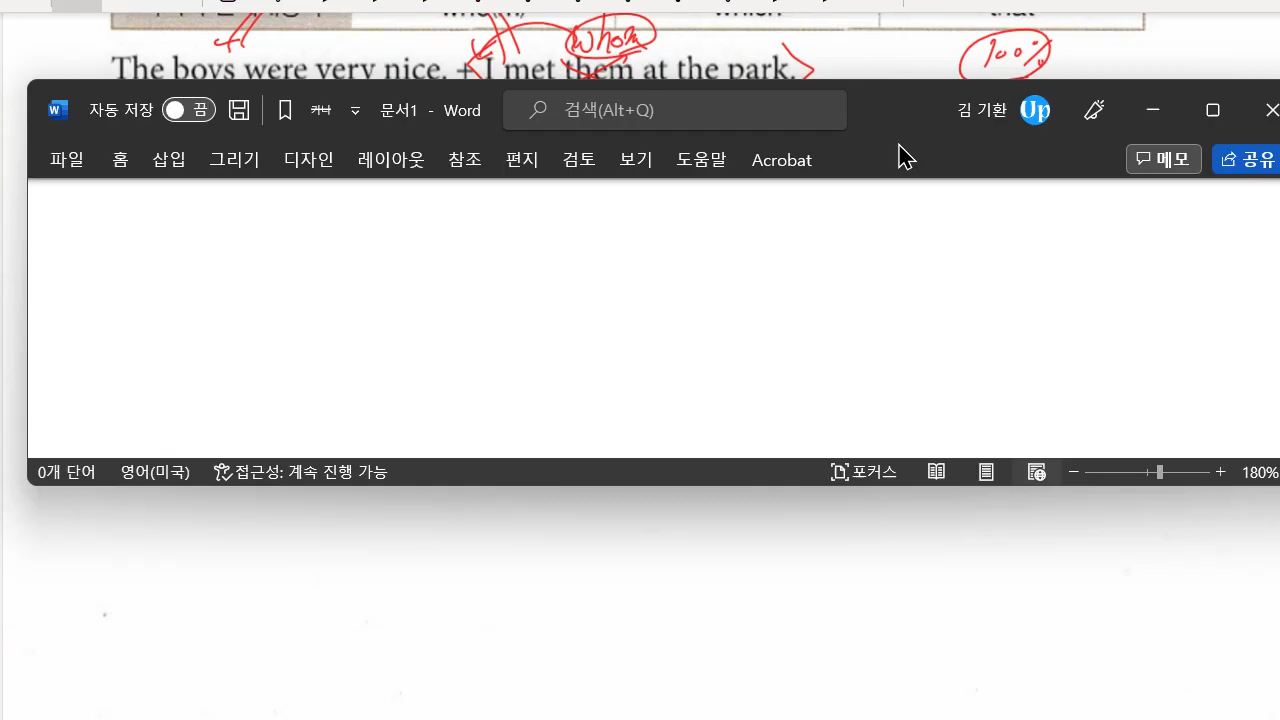 which
that
whom
100%
The boys were very nice. + I met them at the park.
자동 저장 끔 가나 문서1 - Word 검색(Alt+Q) 김 기환 Up
파일 홈 삽입 그리기 디자인 레이아웃 참조 편지 검토 보기 도움말 Acrobat 메모 공유
0개 단어 영어(미국) 접근성: 계속 진행 가능 포커스 180%